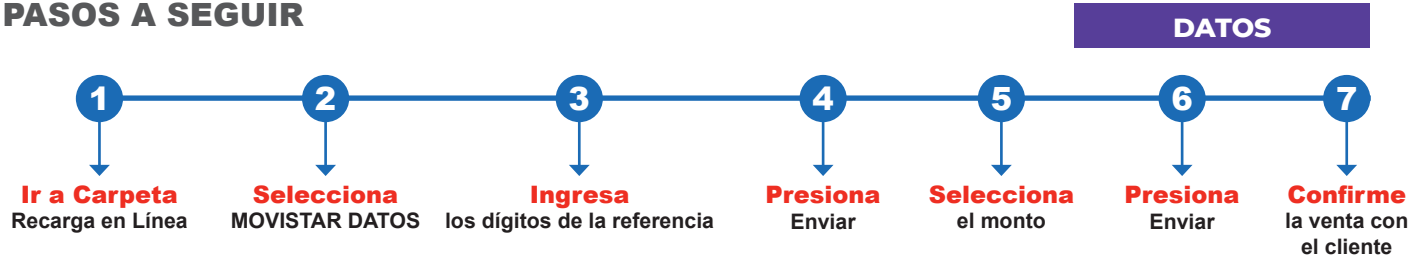 PASOS A SEGUIR
DATOS
1
Ir a Carpeta
Recarga en Línea
2
Selecciona
MOVISTAR DATOS
3
Ingresa
los dígitos de la referencia
4
Presiona
Enviar
5
Selecciona
el monto
6
Presiona
Enviar
7
Confirme
la venta con
el cliente